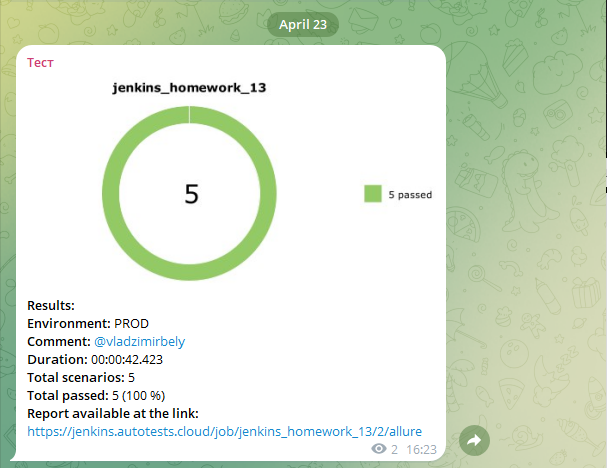 April 23
Тест
jenkins_homework_13
5
5 passed
Results:
Environment: PROD
Comment: @vladzimirbely
Duration: 00:00:42.423
Total scenarios: 5
Total passed: 5 (100 %)
Report available at the link:
https://jenkins.autotests.cloud/job/jenkins_homework_13/2/allure
2 16:23